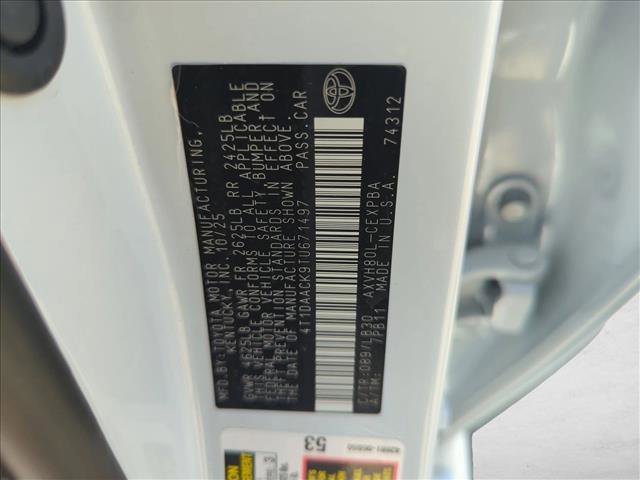 MFD.BY:TOYOTA MOTOR MANUFACTURING,
KENTUCKY, INC. 10/25
GVWR 4625LB GAWR FR 2625LB RR 2425LB
THIS VEHICLE CONFORMS TO ALL APPLICABLE
FEDERAL MOTOR VEHICLE SAFETY, BUMPER AND
THEFT PREVENTION STANDARDS IN EFFECT ON
THE DATE OF MANUFACTURE SHOWN ABOVE.
4T1DAACK9TU671497 PASS.CAR
C/TR:089/LB30 AXVH80L-CEXPBA
A/TM: /PB11 MADE IN U.S.A. 74312
53